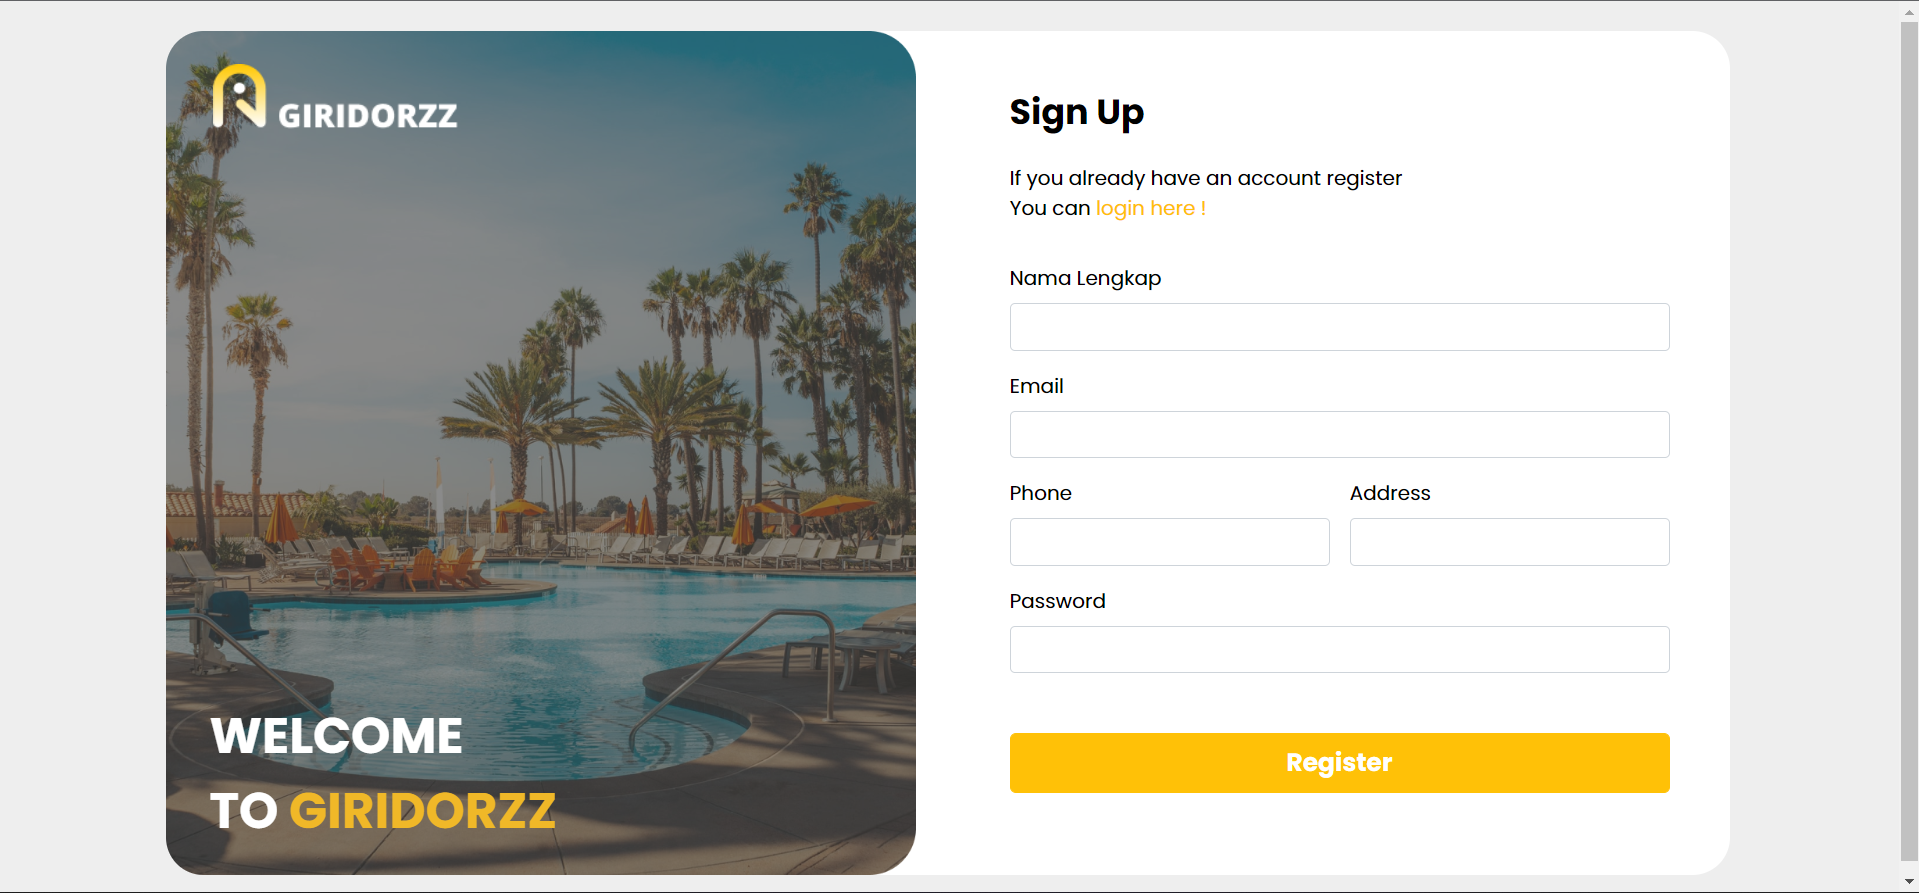 GIRIDORZZ
WELCOME
TO GIRIDORZZ
Sign Up
If you already have an account register
You can login here !
Nama Lengkap
Email
Phone
Address
Password
Register